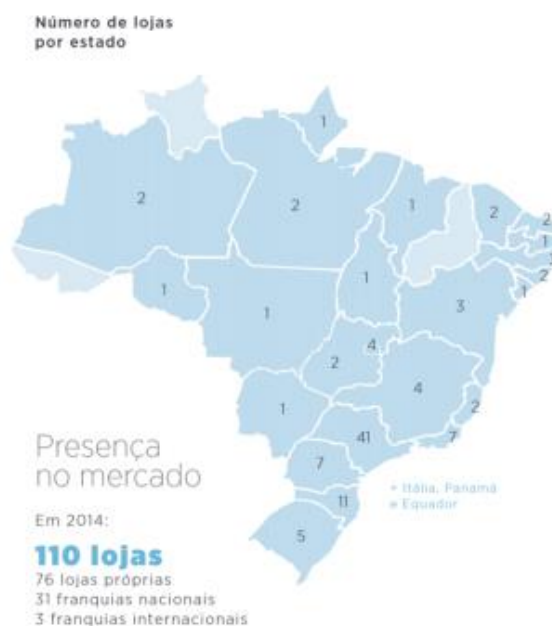 Número de lojas
por estado
1
2
2
1
2
2
1
3
2
1
1
1
1
3
4
2
4
2
1
41
7
7
11
5
Presença
no mercado
+ Itália, Panamá
e Equador
Em 2014:
110 lojas
76 lojas próprias
31 franquias nacionais
3 franquias internacionais